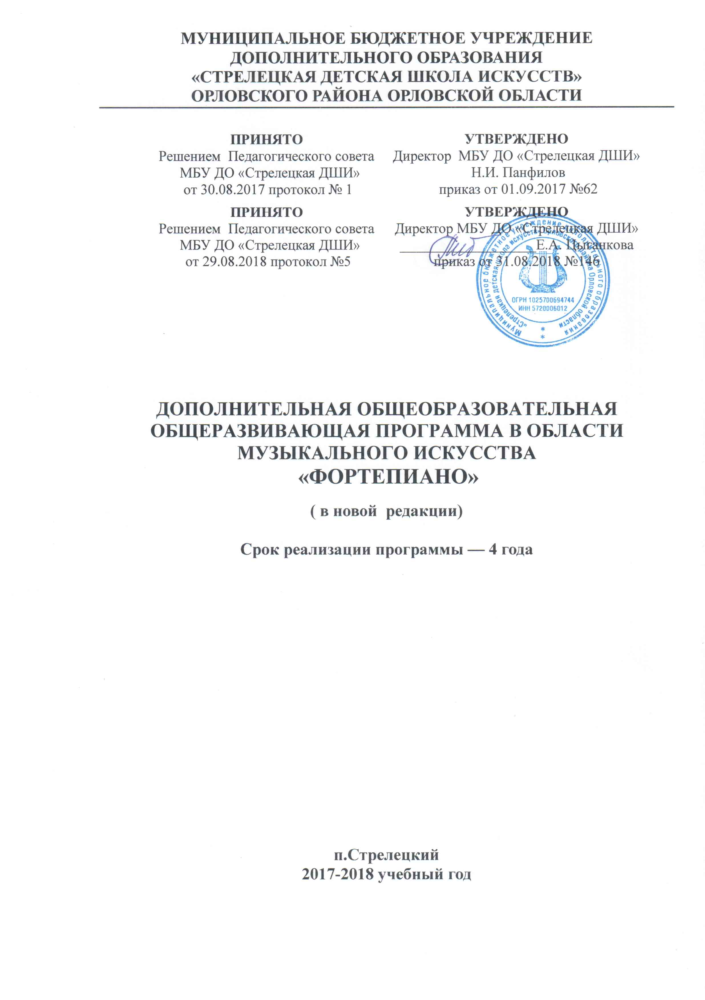 МУНИЦИПАЛЬНОЕ БЮДЖЕТНОЕ УЧРЕЖДЕНИЕ
ДОПОЛНИТЕЛЬНОГО ОБРАЗОВАНИЯ
«СТРЕЛЕЦКАЯ ДЕТСКАЯ ШКОЛА ИСКУССТВ»
ОРЛОВСКОГО РАЙОНА ОРЛОВСКОЙ ОБЛАСТИ
ПРИНЯТО
Решением Педагогического совета
МБУ ДО «Стрелецкая ДШИ»
от 30.08.2017 протокол № 1
УТВЕРЖДЕНО
Директор МБУ ДО «Стрелецкая ДШИ»
Н.И. Панфилов
приказ от 01.09.2017 №62
ПРИНЯТО
Решением Педагогического совета
МБУ ДО «Стрелецкая ДШИ»
от 29.08.2018 протокол №5
УТВЕРЖДЕНО
Директор МБУ ДО «Стрелецкая ДШИ»
Е.А. Цыганкова
приказ от 31.08.2018 №146
Муниципальное бюджетное учреждение дополнительного образования
«Стрелецкая детская школа искусств» Орловского района Орловской области
ОГРН 1025700694744
ИНН 5720006012
* *
ДОПОЛНИТЕЛЬНАЯ ОБЩЕОБРАЗОВАТЕЛЬНАЯ
ОБЩЕРАЗВИВАЮЩАЯ ПРОГРАММА В ОБЛАСТИ
МУЗЫКАЛЬНОГО ИСКУССТВА
«ФОРТЕПИАНО»
( в новой редакции)
Срок реализации программы — 4 года
п.Стрелецкий
2017-2018 учебный год